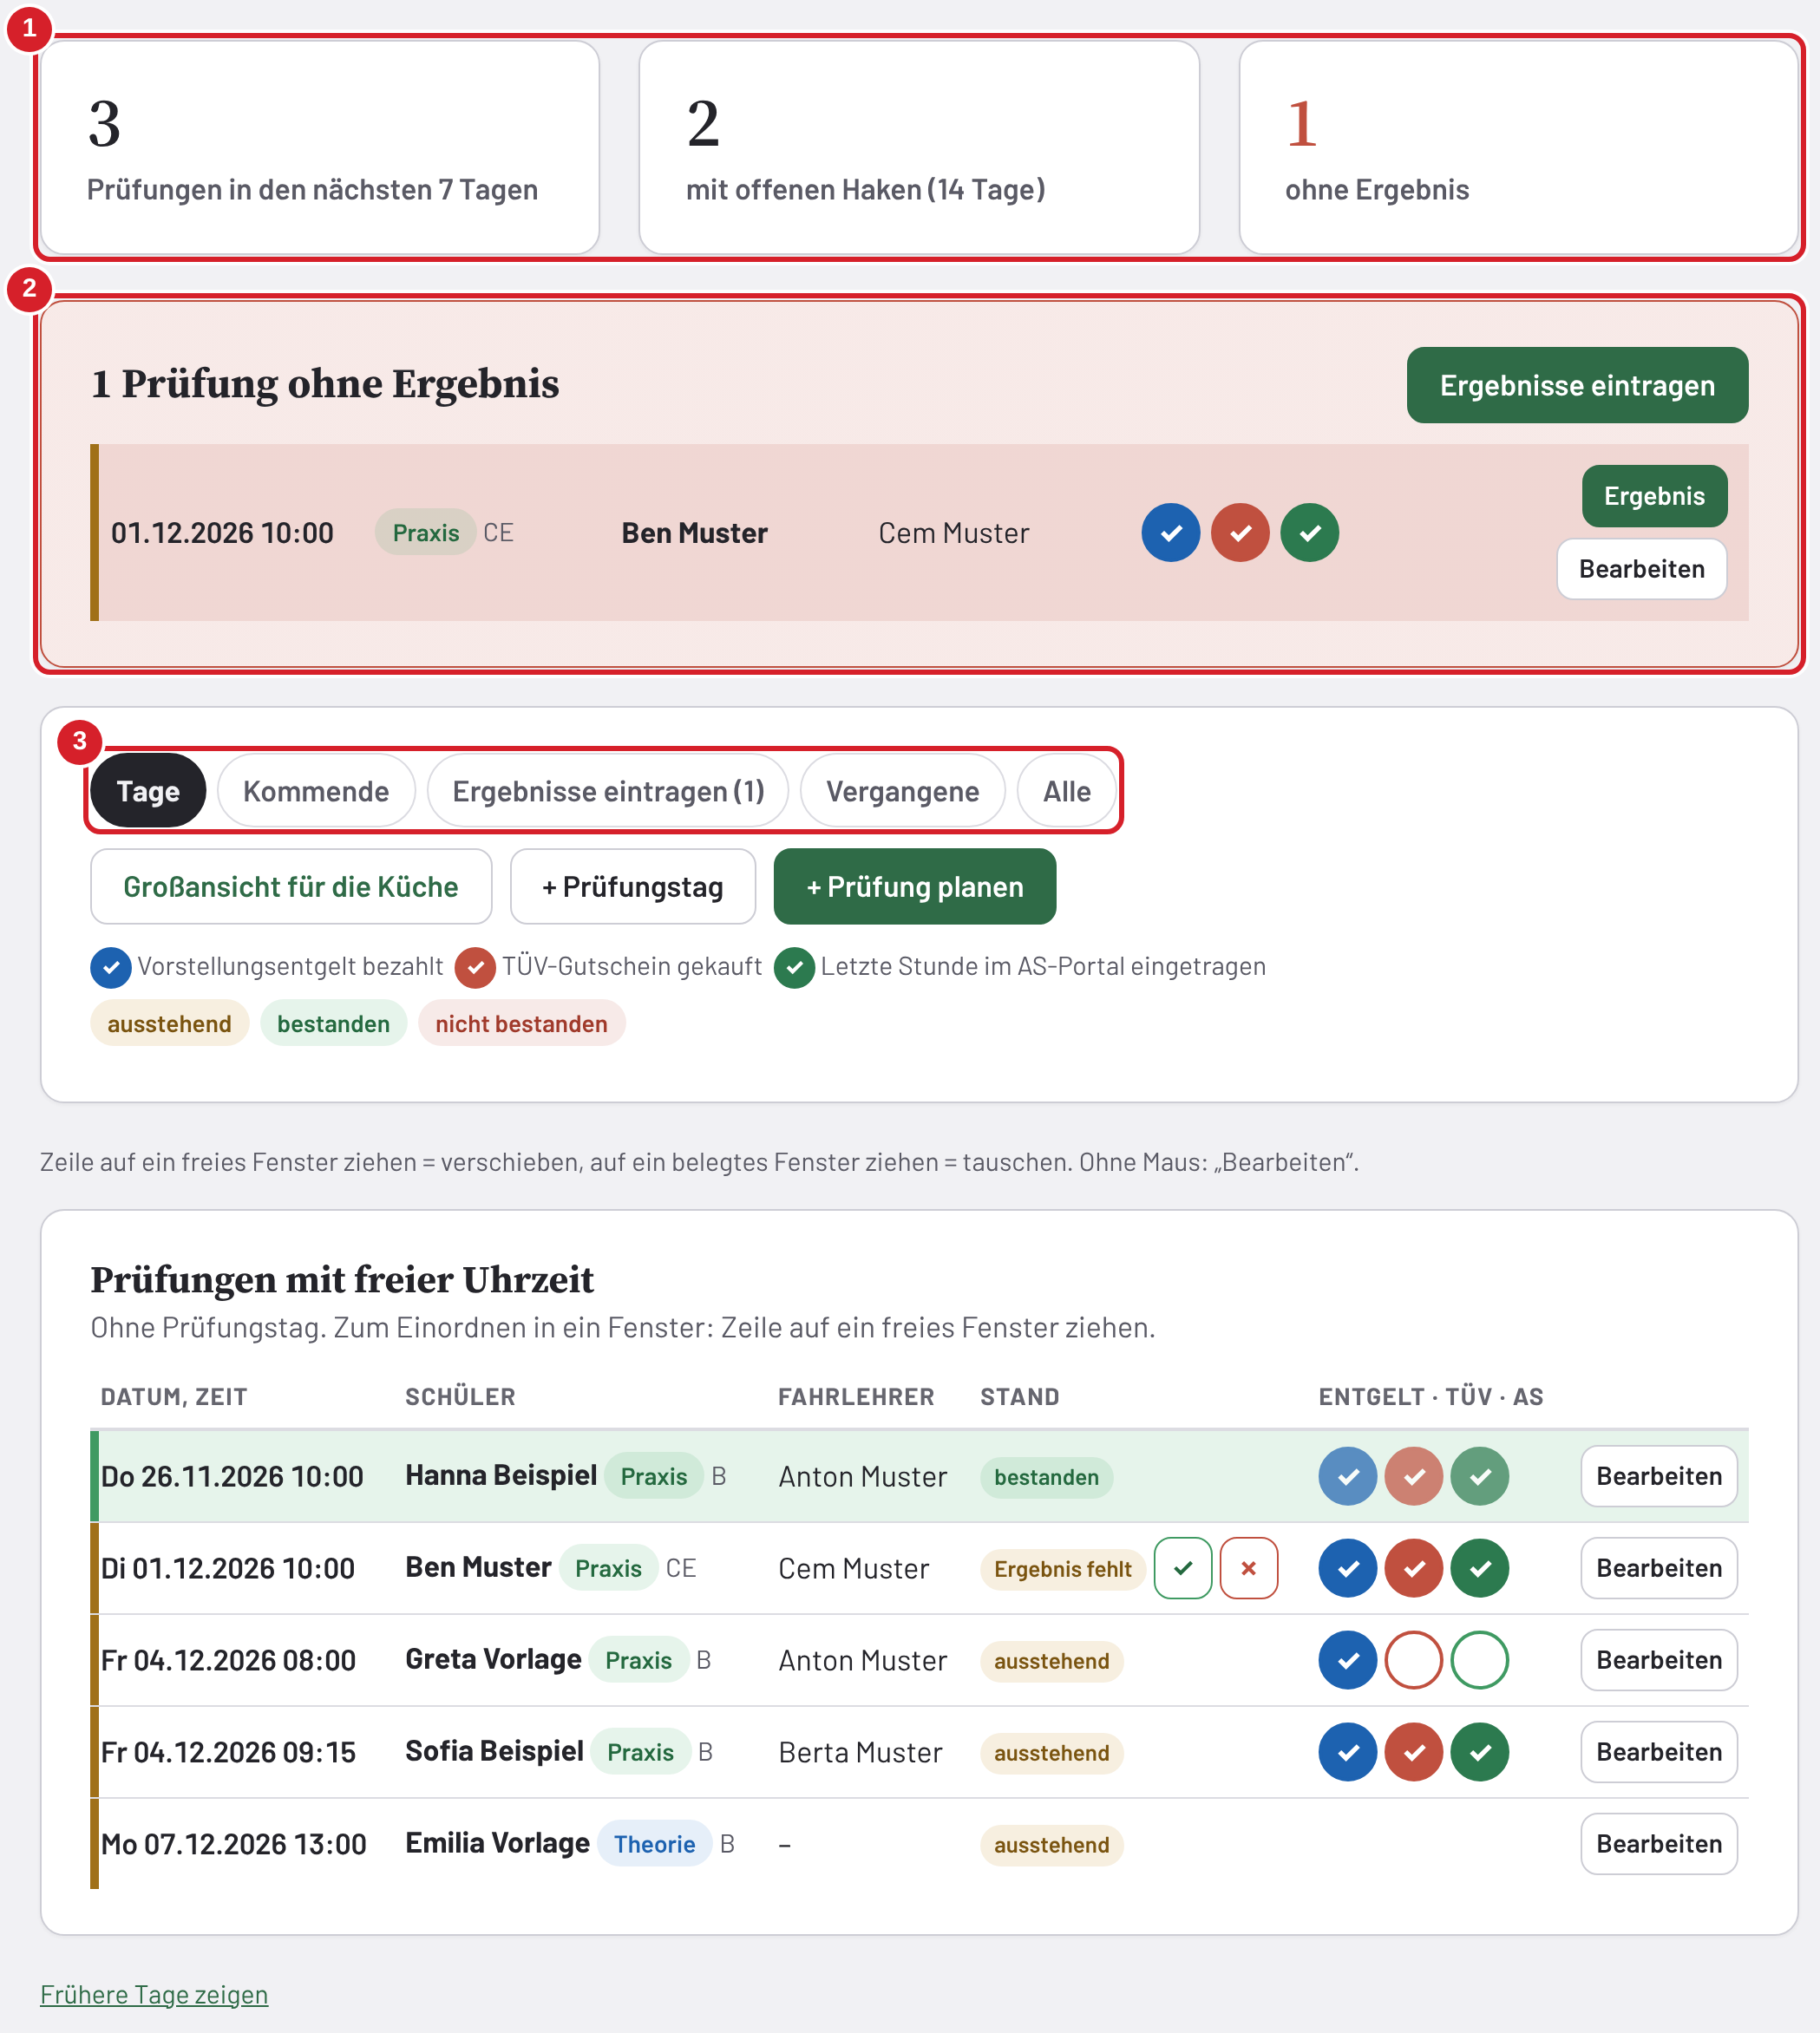 1
3
Prüfungen in den nächsten 7 Tagen
2
mit offenen Haken (14 Tage)
1
ohne Ergebnis
2
1 Prüfung ohne Ergebnis
Ergebnisse eintragen
01.12.2026 10:00 Praxis CE Ben Muster Cem Muster
Ergebnis
Bearbeiten
3
Tage Kommende Ergebnisse eintragen (1) Vergangene Alle
Großansicht für die Küche + Prüfungstag + Prüfung planen
Vorstellungsentgelt bezahlt TÜV-Gutschein gekauft Letzte Stunde im AS-Portal eingetragen
ausstehend bestanden nicht bestanden
Zeile auf ein freies Fenster ziehen = verschieben, auf ein belegtes Fenster ziehen = tauschen. Ohne Maus: „Bearbeiten“.
Prüfungen mit freier Uhrzeit
Ohne Prüfungstag. Zum Einordnen in ein Fenster: Zeile auf ein freies Fenster ziehen.
DATUM, ZEIT SCHÜLER FAHRLEHRER STAND ENTGELT · TÜV · AS
Do 26.11.2026 10:00 Hanna Beispiel Praxis B Anton Muster bestanden Bearbeiten
Di 01.12.2026 10:00 Ben Muster Praxis CE Cem Muster Ergebnis fehlt Bearbeiten
Fr 04.12.2026 08:00 Greta Vorlage Praxis B Anton Muster ausstehend Bearbeiten
Fr 04.12.2026 09:15 Sofia Beispiel Praxis B Berta Muster ausstehend Bearbeiten
Mo 07.12.2026 13:00 Emilia Vorlage Theorie B – ausstehend Bearbeiten
Frühere Tage zeigen